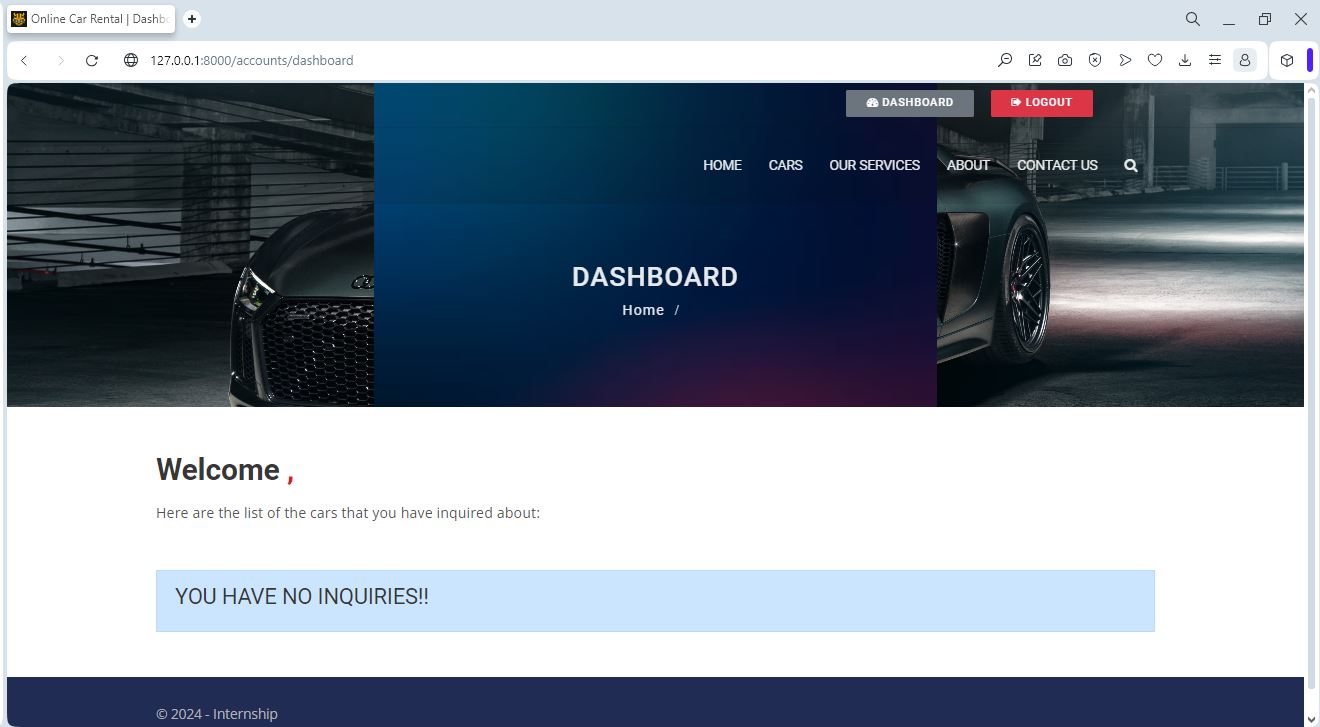 Online Car Rental | Dashb
127.0.0.1:8000/accounts/dashboard
DASHBOARD
LOGOUT
HOME
CARS
OUR SERVICES
ABOUT
CONTACT US
DASHBOARD
Home /
Welcome ,
Here are the list of the cars that you have inquired about:
YOU HAVE NO INQUIRIES!!
© 2024 - Internship